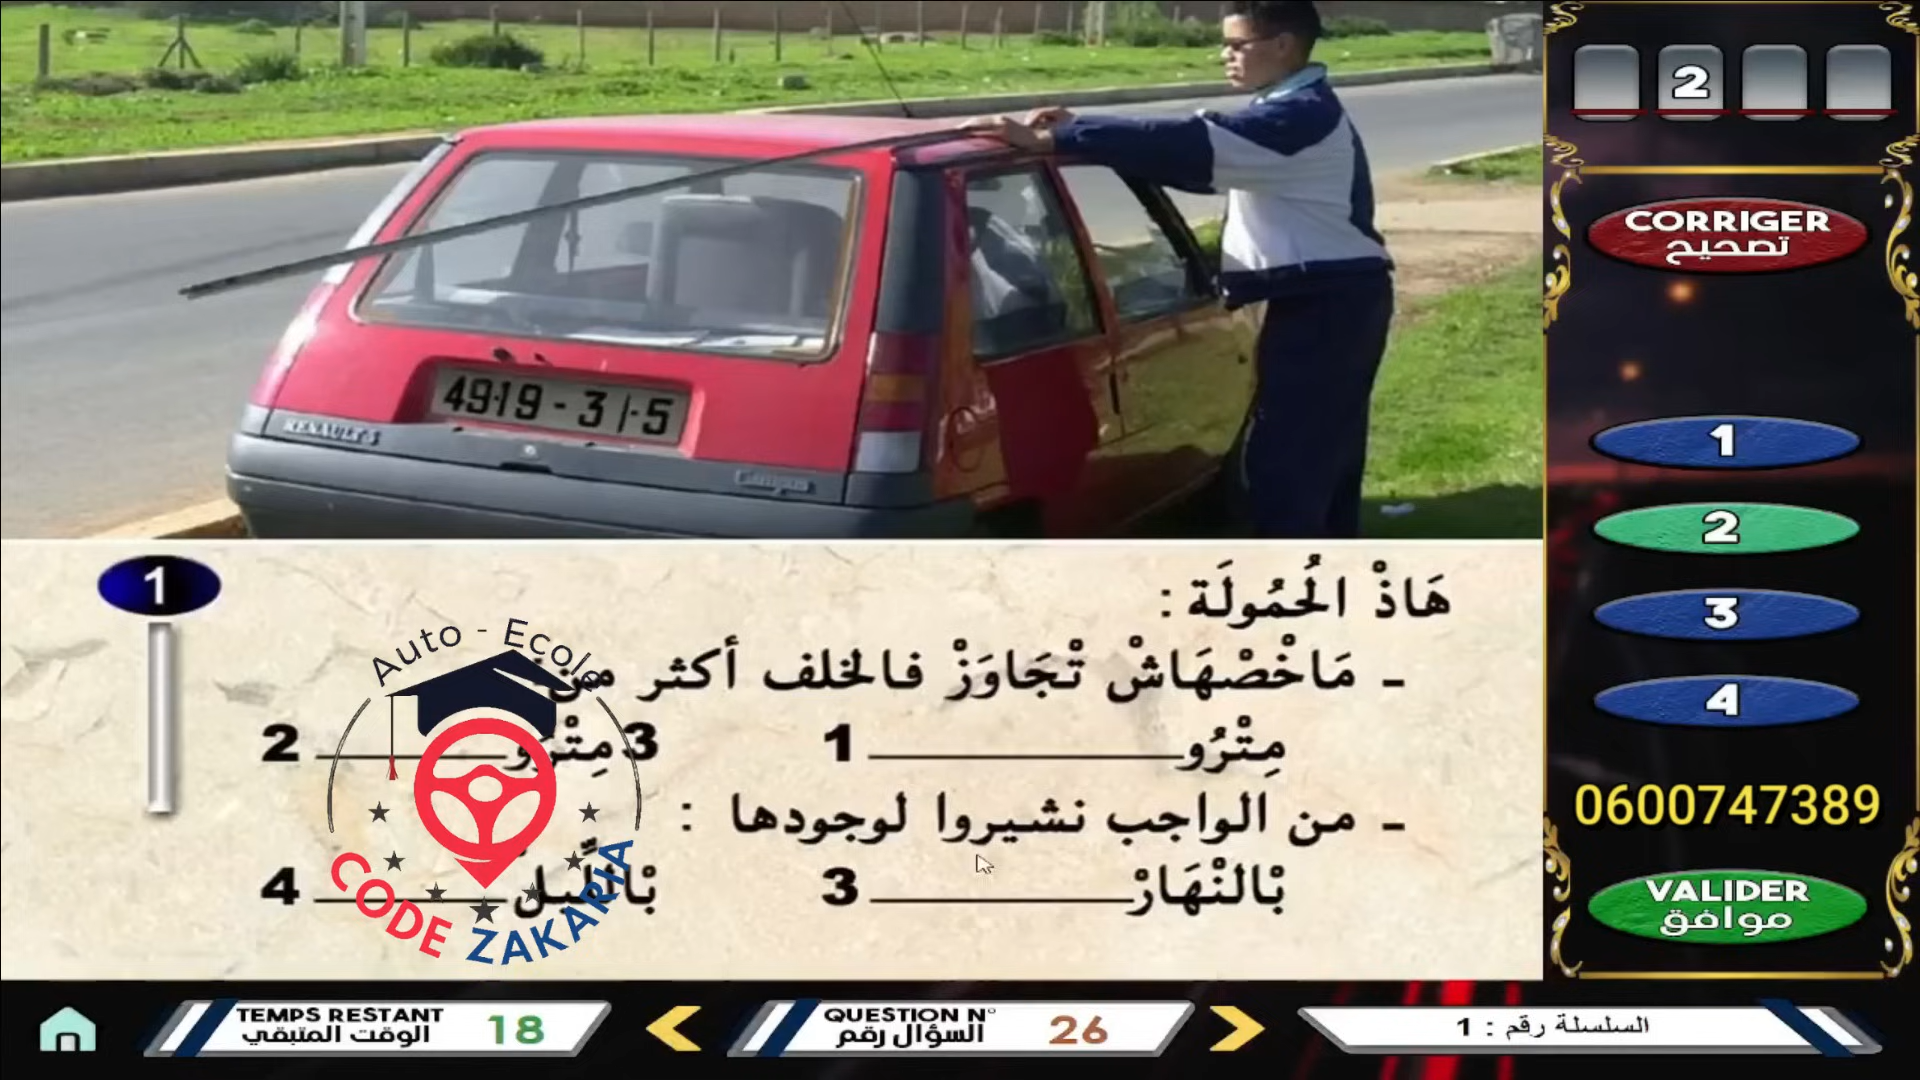 4919 - 31-5
RENAULT 5
هَاذْ الْحُمُولَة :
- مَاخْصْهَاشْ تْجَاوَزْ فالخلف أكثر من
مِتْرُو 1
3 مِتْرُو 2
- من الواجب نشيروا لوجودها :
بْالنْهَارْ 3
بْاللِّيلْ 4
1
Auto - Ecole
CODE ZAKARIA
2
CORRIGER
تصحيح
1
2
3
4
0600747389
VALIDER
موافق
TEMPS RESTANT
الوقت المتبقي
18
QUESTION N°
السؤال رقم
26
السلسلة رقم : 1